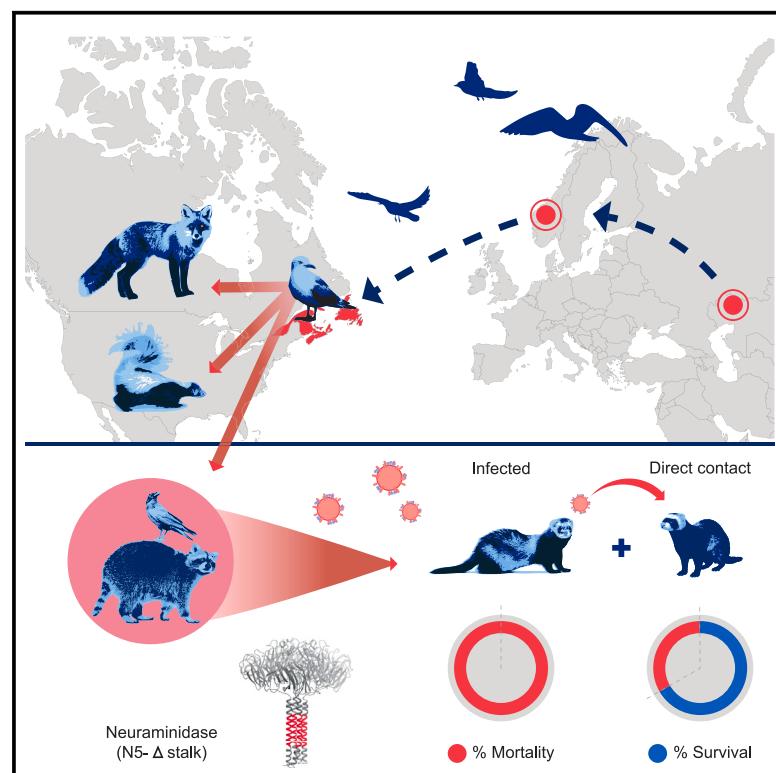 Infected
Direct contact
+
Neuraminidase
(N5- Δ stalk)
% Mortality
% Survival